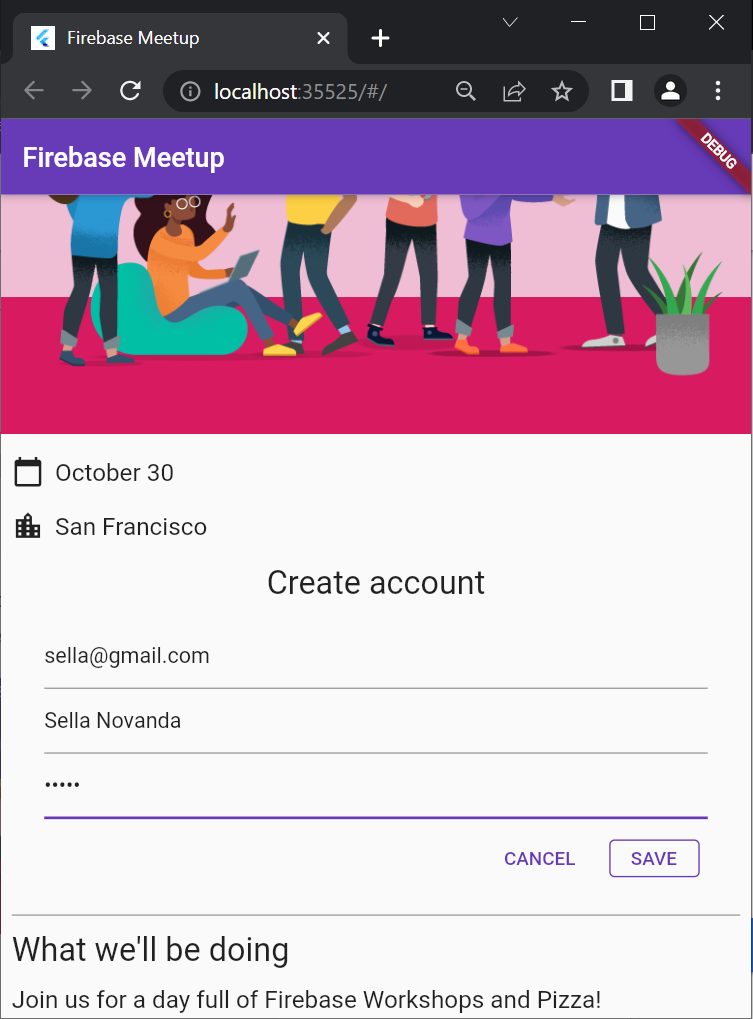 Firebase Meetup
localhost:35525/#/
Firebase Meetup
DEBUG
October 30
San Francisco
Create account
sella@gmail.com
Sella Novanda
•••••
CANCEL SAVE
What we'll be doing
Join us for a day full of Firebase Workshops and Pizza!